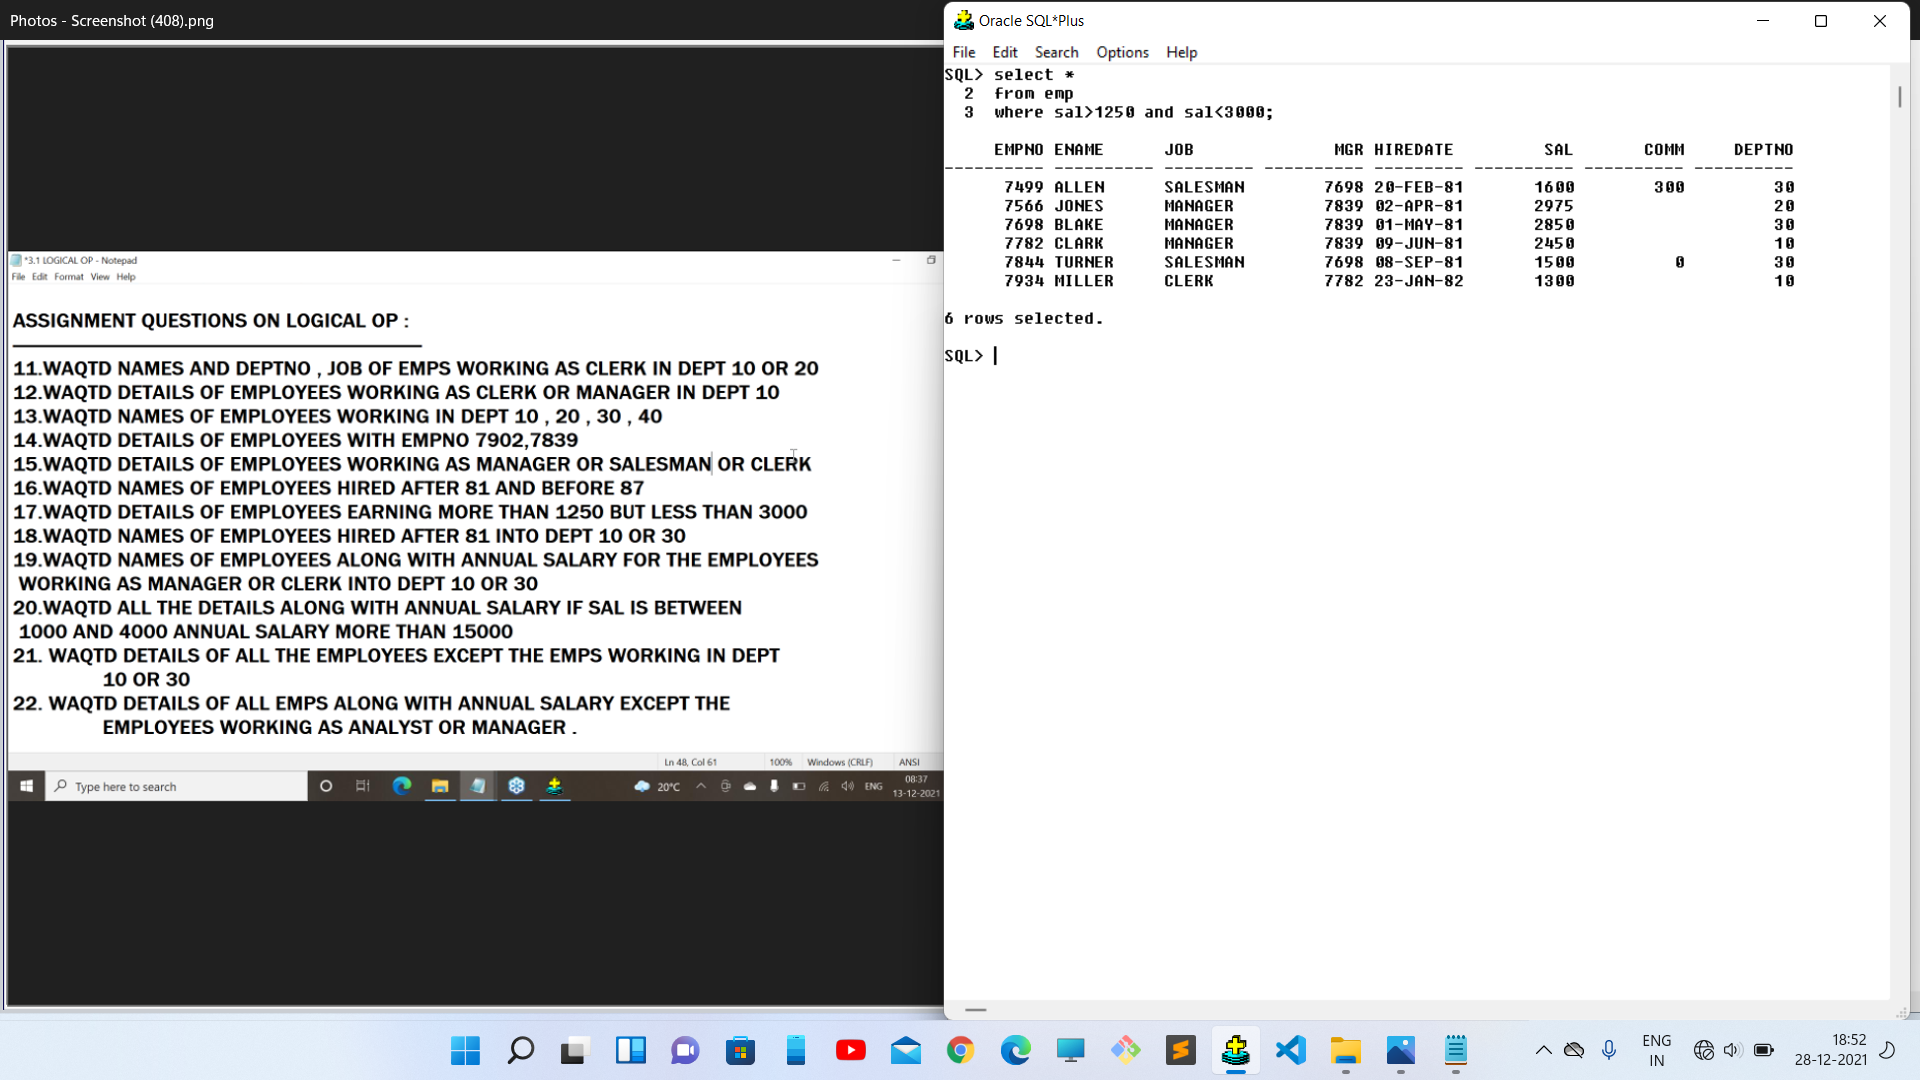 Photos - Screenshot (408).png
*3.1 LOGICAL OP - Notepad
File Edit Format View Help
ASSIGNMENT QUESTIONS ON LOGICAL OP :
11.WAQTD NAMES AND DEPTNO , JOB OF EMPS WORKING AS CLERK IN DEPT 10 OR 20
12.WAQTD DETAILS OF EMPLOYEES WORKING AS CLERK OR MANAGER IN DEPT 10
13.WAQTD NAMES OF EMPLOYEES WORKING IN DEPT 10 , 20 , 30 , 40
14.WAQTD DETAILS OF EMPLOYEES WITH EMPNO 7902,7839
15.WAQTD DETAILS OF EMPLOYEES WORKING AS MANAGER OR SALESMAN OR CLERK
16.WAQTD NAMES OF EMPLOYEES HIRED AFTER 81 AND BEFORE 87
17.WAQTD DETAILS OF EMPLOYEES EARNING MORE THAN 1250 BUT LESS THAN 3000
18.WAQTD NAMES OF EMPLOYEES HIRED AFTER 81 INTO DEPT 10 OR 30
19.WAQTD NAMES OF EMPLOYEES ALONG WITH ANNUAL SALARY FOR THE EMPLOYEES
WORKING AS MANAGER OR CLERK INTO DEPT 10 OR 30
20.WAQTD ALL THE DETAILS ALONG WITH ANNUAL SALARY IF SAL IS BETWEEN
1000 AND 4000 ANNUAL SALARY MORE THAN 15000
21. WAQTD DETAILS OF ALL THE EMPLOYEES EXCEPT THE EMPS WORKING IN DEPT
10 OR 30
22. WAQTD DETAILS OF ALL EMPS ALONG WITH ANNUAL SALARY EXCEPT THE
EMPLOYEES WORKING AS ANALYST OR MANAGER .
Ln 48, Col 61 100% Windows (CRLF) ANSI
Type here to search 20°C ENG 08:37
13-12-2021
Oracle SQL*Plus
File Edit Search Options Help
SQL> select *
2 from emp
3 where sal>1250 and sal<3000;
EMPNO ENAME JOB MGR HIREDATE SAL COMM DEPTNO
---------- ---------- --------- ---------- --------- ---------- ---------- ----------
7499 ALLEN SALESMAN 7698 20-FEB-81 1600 300 30
7566 JONES MANAGER 7839 02-APR-81 2975 20
7698 BLAKE MANAGER 7839 01-MAY-81 2850 30
7782 CLARK MANAGER 7839 09-JUN-81 2450 10
7844 TURNER SALESMAN 7698 08-SEP-81 1500 0 30
7934 MILLER CLERK 7782 23-JAN-82 1300 10
6 rows selected.
SQL>
ENG
IN
18:52
28-12-2021